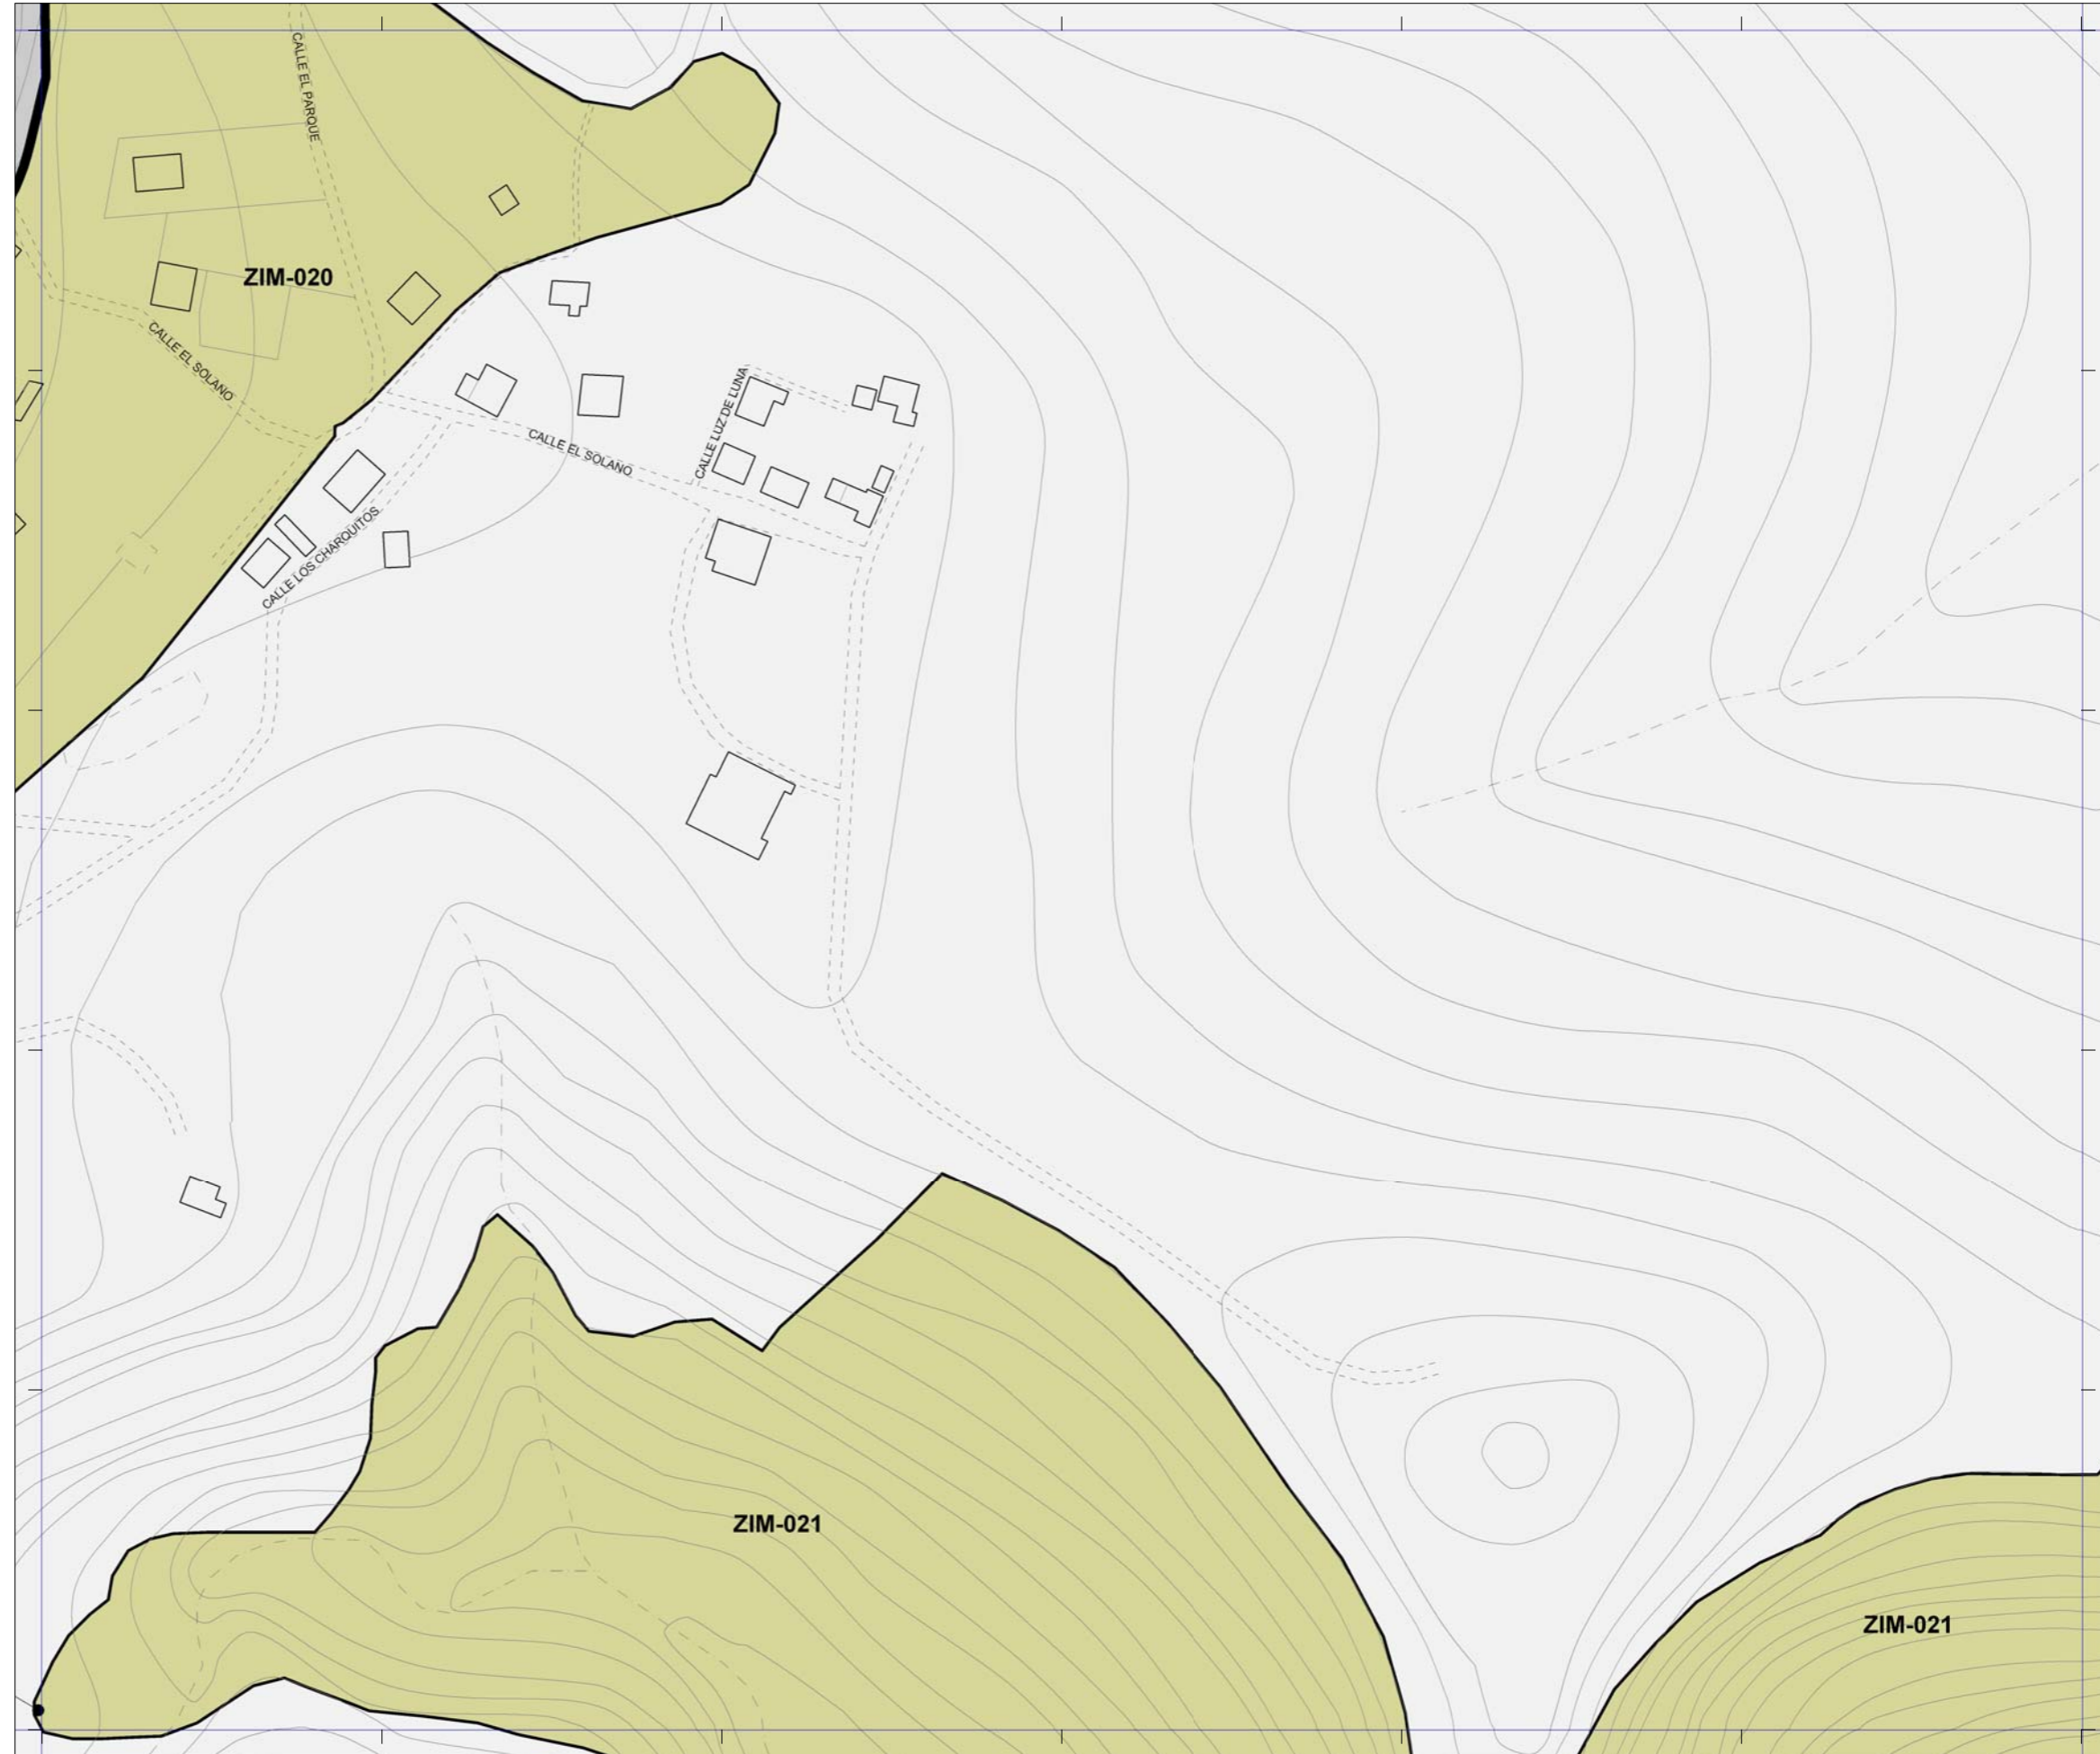 CALLE EL PARQUE
ZIM-020
CALLE EL SOLANO
CALLE LUZ DE LUNA
CALLE EL SOLANO
CALLE LOS CHARQUITOS
ZIM-021
ZIM-021